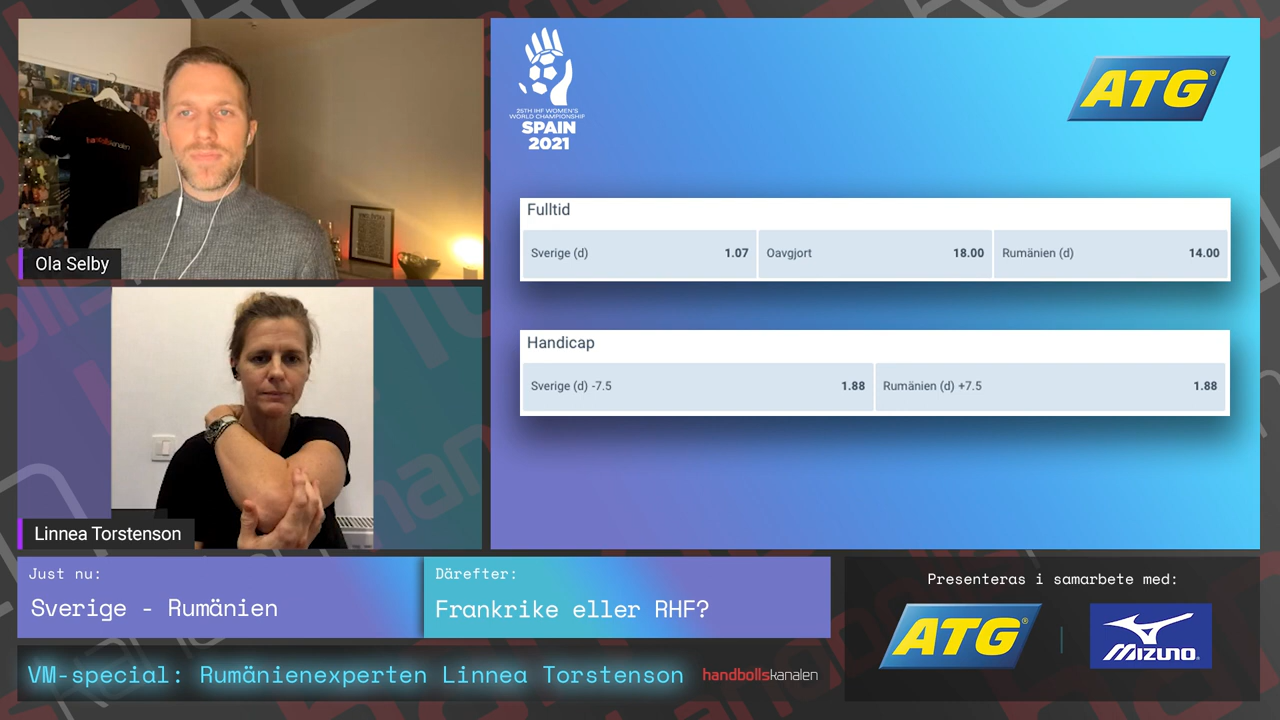 handbollskanalen
Ola Selby
Linnea Torstenson
25TH IHF WOMEN'S
WORLD CHAMPIONSHIP
SPAIN
2021
ATG®
Fulltid
Sverige (d) 1.07 Oavgjort 18.00 Rumänien (d) 14.00
Handicap
Sverige (d) -7.5 1.88 Rumänien (d) +7.5 1.88
Just nu:
Sverige - Rumänien
Därefter:
Frankrike eller RHF?
VM-special: Rumänienexperten Linnea Torstenson
handbollskanalen
Presenteras i samarbete med:
ATG® | MIZUNO